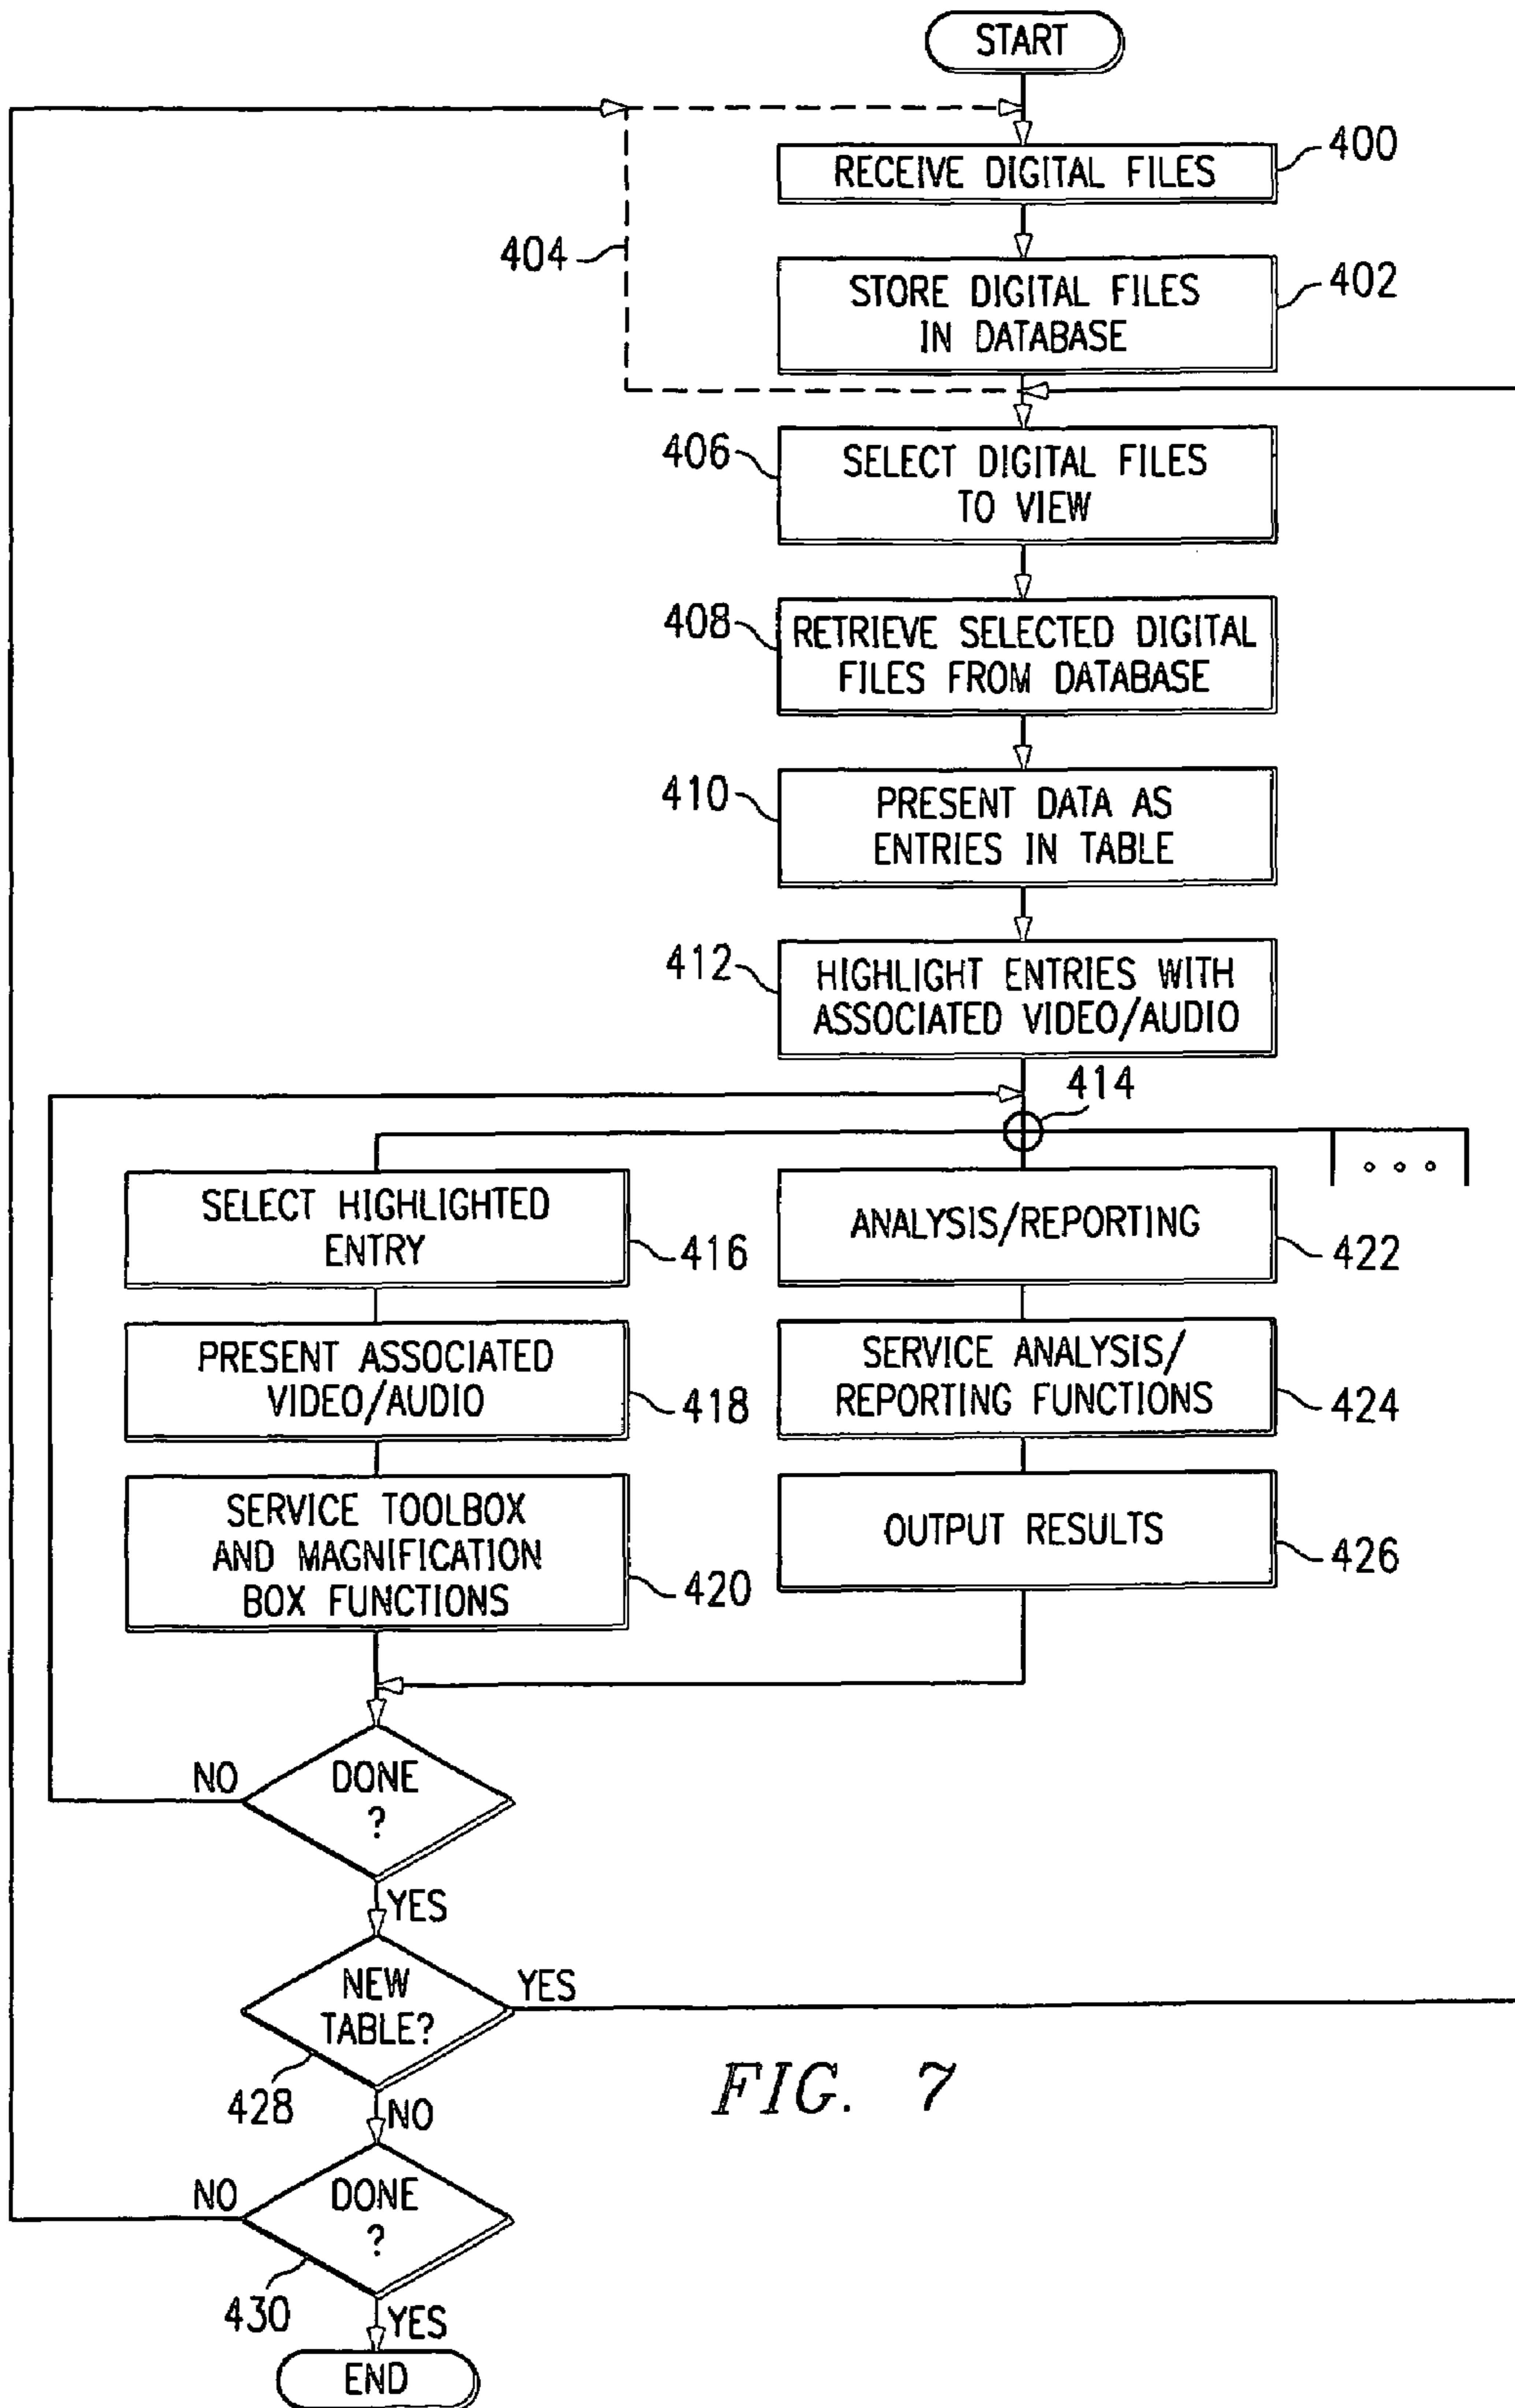 START
RECEIVE DIGITAL FILES
400
404
STORE DIGITAL FILES
IN DATABASE
402
406
SELECT DIGITAL FILES
TO VIEW
408
RETRIEVE SELECTED DIGITAL
FILES FROM DATABASE
410
PRESENT DATA AS
ENTRIES IN TABLE
412
HIGHLIGHT ENTRIES WITH
ASSOCIATED VIDEO/AUDIO
414
SELECT HIGHLIGHTED
ENTRY
416
ANALYSIS/REPORTING
422
PRESENT ASSOCIATED
VIDEO/AUDIO
418
SERVICE ANALYSIS/
REPORTING FUNCTIONS
424
SERVICE TOOLBOX
AND MAGNIFICATION
BOX FUNCTIONS
420
OUTPUT RESULTS
426
NO
DONE
?
YES
NEW
TABLE?
YES
428
NO
FIG. 7
NO
DONE
?
430
YES
END